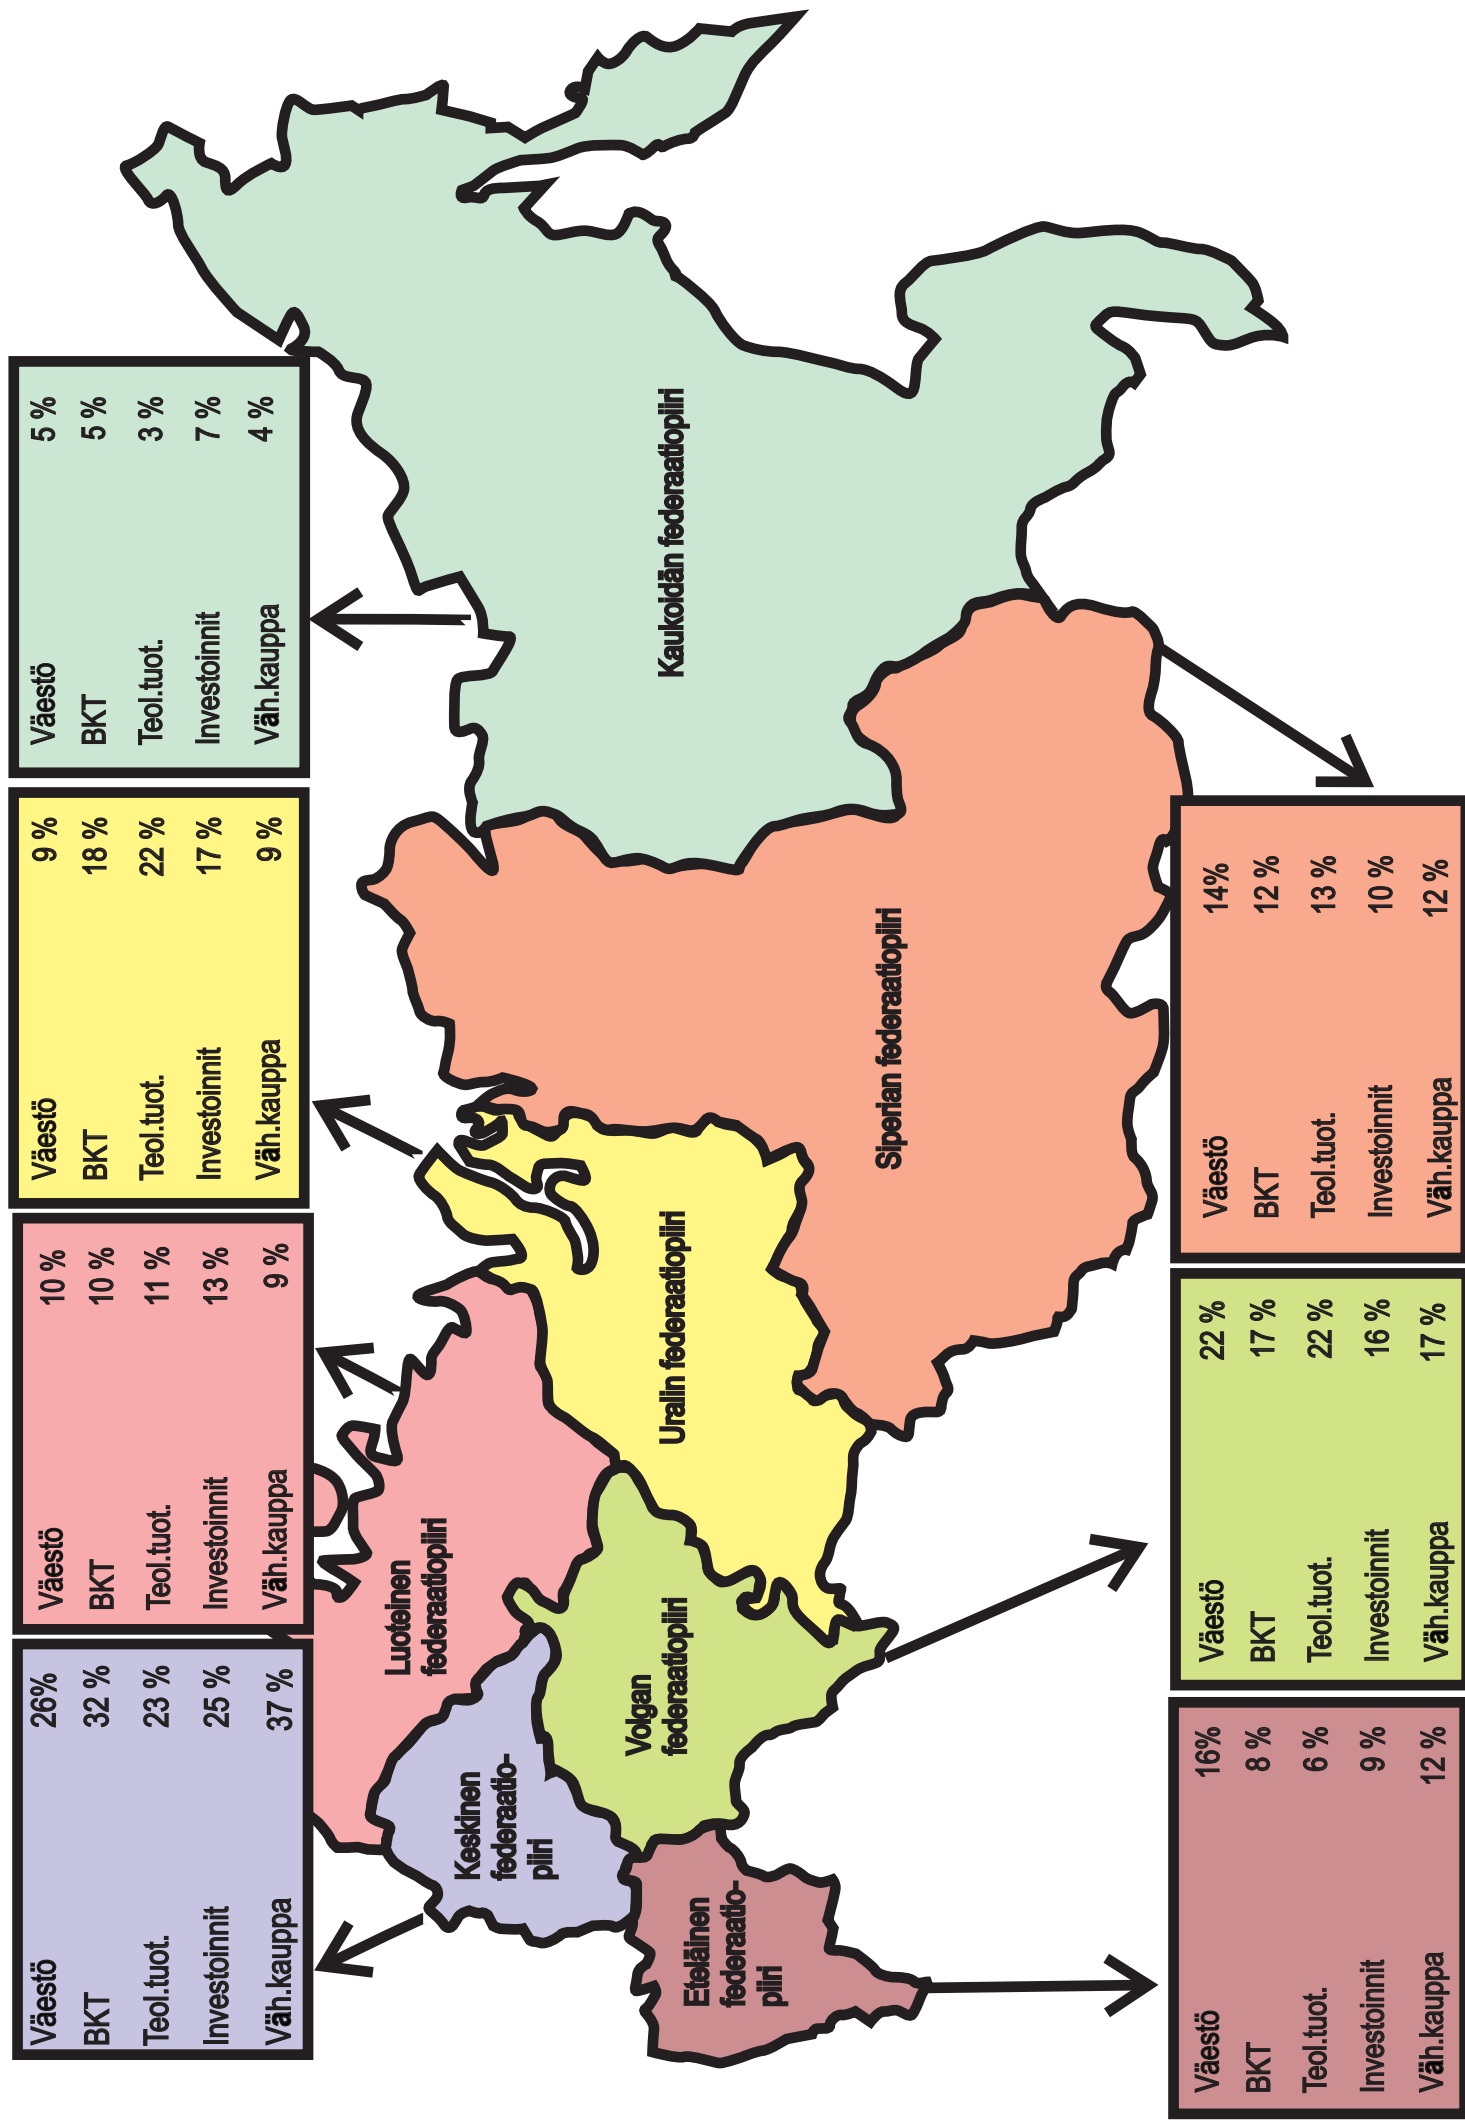 Väestö 26%
BKT 32 %
Teol.tuot. 23 %
Investoinnit 25 %
Väh.kauppa 37 %
Väestö 10 %
BKT 10 %
Teol.tuot. 11 %
Investoinnit 13 %
Väh.kauppa 9 %
Väestö 9 %
BKT 18 %
Teol.tuot. 22 %
Investoinnit 17 %
Väh.kauppa 9 %
Väestö 5 %
BKT 5 %
Teol.tuot. 3 %
Investoinnit 7 %
Väh.kauppa 4 %
Luoteinen
federaatiopiiri
Keskinen
federaatio-
piiri
Volgan
federaatiopiiri
Uralin federaatiopiiri
Kaukoidän federaatiopiiri
Eteläinen
federaatio-
piiri
Siperian federaatiopiiri
Väestö 16%
BKT 8 %
Teol.tuot. 6 %
Investoinnit 9 %
Väh.kauppa 12 %
Väestö 22 %
BKT 17 %
Teol.tuot. 22 %
Investoinnit 16 %
Väh.kauppa 17 %
Väestö 14%
BKT 12 %
Teol.tuot. 13 %
Investoinnit 10 %
Väh.kauppa 12 %